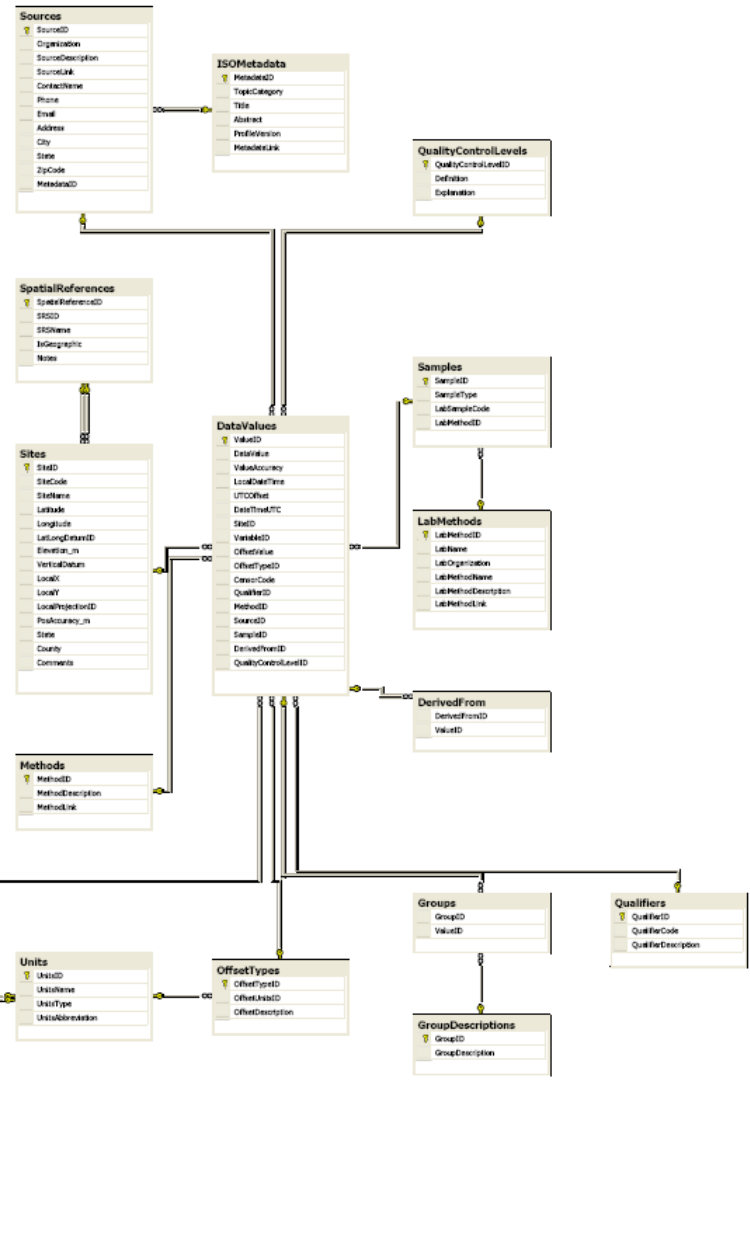 Sources
SourceID
Organization
SourceDescription
SourceLink
ContactName
Phone
Email
Address
City
State
ZipCode
MetadataID
ISOMetadata
MetadataID
TopicCategory
Title
Abstract
ProfileVersion
MetadataLink
QualityControlLevels
QualityControlLevelID
Definition
Explanation
SpatialReferences
SpatialReferenceID
SRSID
SRSName
IsGeographic
Notes
Samples
SampleID
SampleType
LabSampleCode
LabMethodID
DataValues
ValueID
DataValue
ValueAccuracy
LocalDateTime
UTCOffset
DateTimeUTC
SiteID
VariableID
OffsetValue
OffsetTypeID
CensorCode
QualifierID
MethodID
SourceID
SampleID
DerivedFromID
QualityControlLevelID
Sites
SiteID
SiteCode
SiteName
Latitude
Longitude
LatLongDatumID
Elevation_m
VerticalDatum
LocalX
LocalY
LocalProjectionID
PosAccuracy_m
State
County
Comments
LabMethods
LabMethodID
LabName
LabOrganization
LabMethodName
LabMethodDescription
LabMethodLink
DerivedFrom
DerivedFromID
ValueID
Methods
MethodID
MethodDescription
MethodLink
Groups
GroupID
ValueID
Qualifiers
QualifierID
QualifierCode
QualifierDescription
Units
UnitsID
UnitsName
UnitsType
UnitsAbbreviation
OffsetTypes
OffsetTypeID
OffsetUnitsID
OffsetDescription
GroupDescriptions
GroupID
GroupDescription